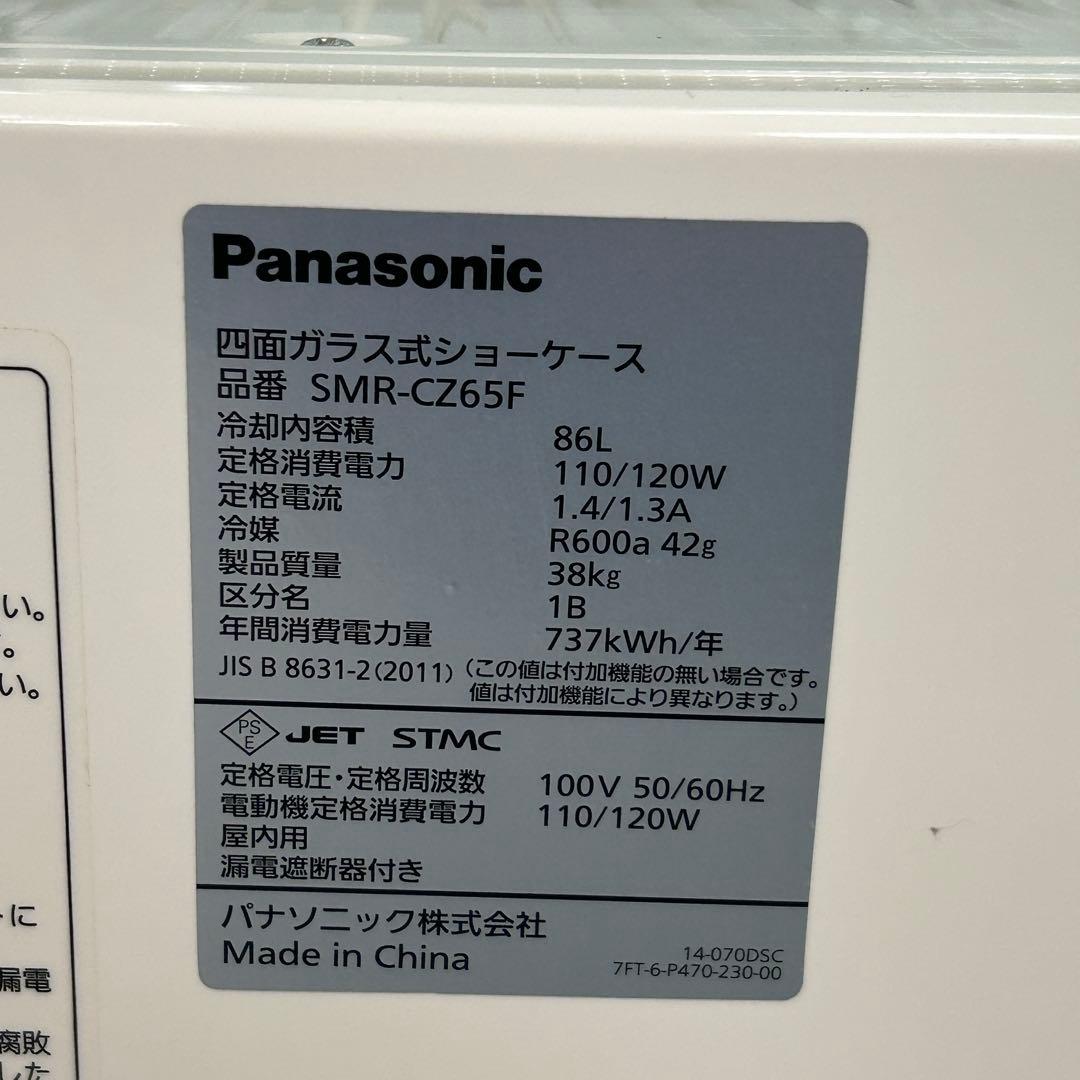 Panasonic
四面ガラス式ショーケース
品番 SMR-CZ65F
冷却内容積 86L
定格消費電力 110/120W
定格電流 1.4/1.3A
冷媒 R600a 42g
製品質量 38kg
区分名 1B
年間消費電力量 737kWh/年
JIS B 8631-2(2011) (この値は付加機能の無い場合です。
値は付加機能により異なります。)
PS
E
JET STMC
定格電圧・定格周波数 100V 50/60Hz
電動機定格消費電力 110/120W
屋内用
漏電遮断器付き
パナソニック株式会社
Made in China
14-070DSC
7FT-6-P470-230-00
い。
。
い。
に
漏電
腐敗
した